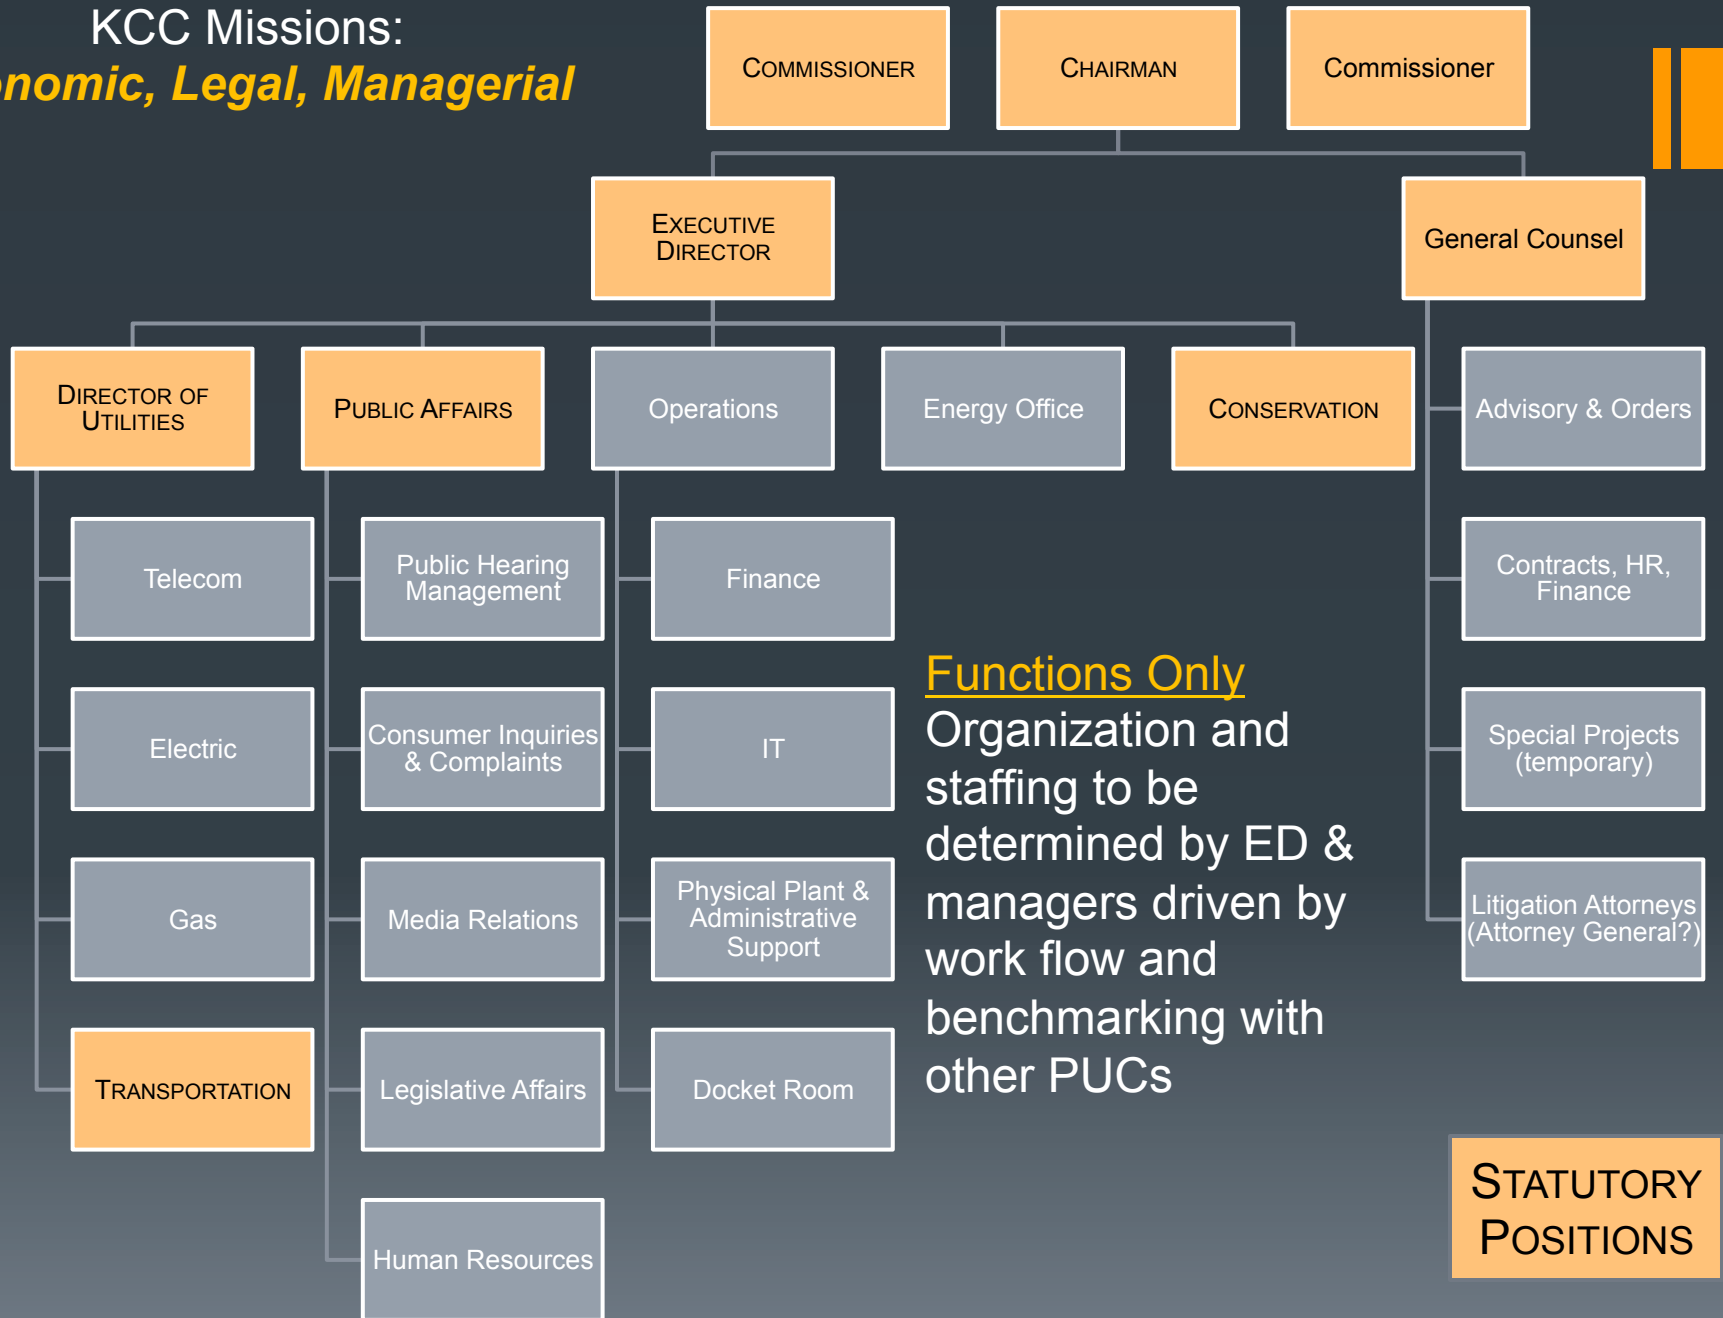 KCC Missions:
nomic, Legal, Managerial
COMMISSIONER
CHAIRMAN
Commissioner
EXECUTIVE
DIRECTOR
General Counsel
DIRECTOR OF
UTILITIES
PUBLIC AFFAIRS
Operations
Energy Office
CONSERVATION
Advisory & Orders
Telecom
Public Hearing
Management
Finance
Contracts, HR,
Finance
Electric
Consumer Inquiries
& Complaints
IT
Special Projects
(temporary)
Gas
Media Relations
Physical Plant &
Administrative
Support
Litigation Attorneys
(Attorney General?)
TRANSPORTATION
Legislative Affairs
Docket Room
Human Resources
Functions Only
Organization and
staffing to be
determined by ED &
managers driven by
work flow and
benchmarking with
other PUCs
STATUTORY
POSITIONS